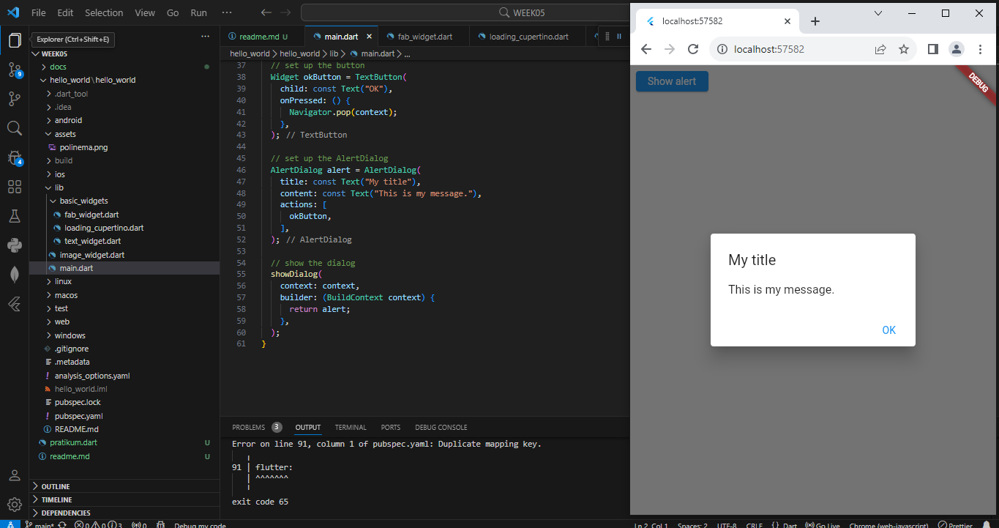 File Edit Selection View Go Run ··· WEEK05
Explorer (Ctrl+Shift+E) ···
WEEK05
docs
hello_world\hello_world
.dart_tool
.idea
android
assets
polinema.png
build
ios
lib
basic_widgets
fab_widget.dart
loading_cupertino.dart
text_widget.dart
image_widget.dart
main.dart
linux
macos
test
web
windows
.gitignore
.metadata
analysis_options.yaml
hello_world.iml
pubspec.lock
pubspec.yaml
README.md
pratikum.dart U
readme.md U
OUTLINE
TIMELINE
DEPENDENCIES
9
4
readme.md U main.dart fab_widget.dart loading_cupertino.dart
hello_world > hello_world > lib > main.dart > ...
37 // set up the button
38 Widget okButton = TextButton(
39 child: const Text("OK"),
40 onPressed: () {
41 Navigator.pop(context);
42 },
43 ); // TextButton
44
45 // set up the AlertDialog
46 AlertDialog alert = AlertDialog(
47 title: const Text("My title"),
48 content: const Text("This is my message."),
49 actions: [
50 okButton,
51 ],
52 ); // AlertDialog
53
54 // show the dialog
55 showDialog(
56 context: context,
57 builder: (BuildContext context) {
58 return alert;
59 },
60 );
61 }
PROBLEMS 3 OUTPUT TERMINAL PORTS DEBUG CONSOLE
Error on line 91, column 1 of pubspec.yaml: Duplicate mapping key.
91 | flutter:
| ^^^^^^^
exit code 65
localhost:57582
localhost:57582
Show alert
DEBUG
My title
This is my message.
OK
main* 0 0 3 0 Debug my code Ln 2, Col 1 Spaces: 2 UTF-8 CRLF {} Dart Go Live Chrome (web-javascript) Prettier